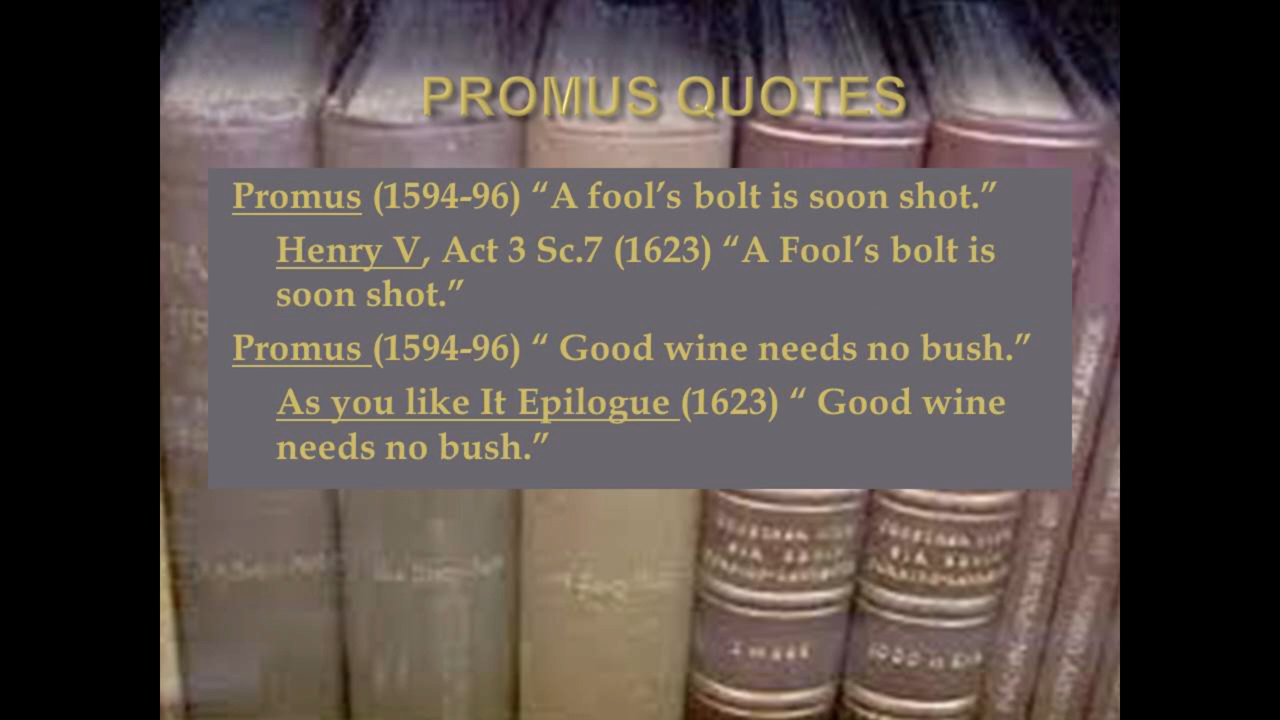 PROMUS QUOTES
Promus (1594-96) “A fool’s bolt is soon shot.”
Henry V, Act 3 Sc.7 (1623) “A Fool’s bolt is
soon shot.”
Promus (1594-96) “ Good wine needs no bush.”
As you like It Epilogue (1623) “ Good wine
needs no bush.”